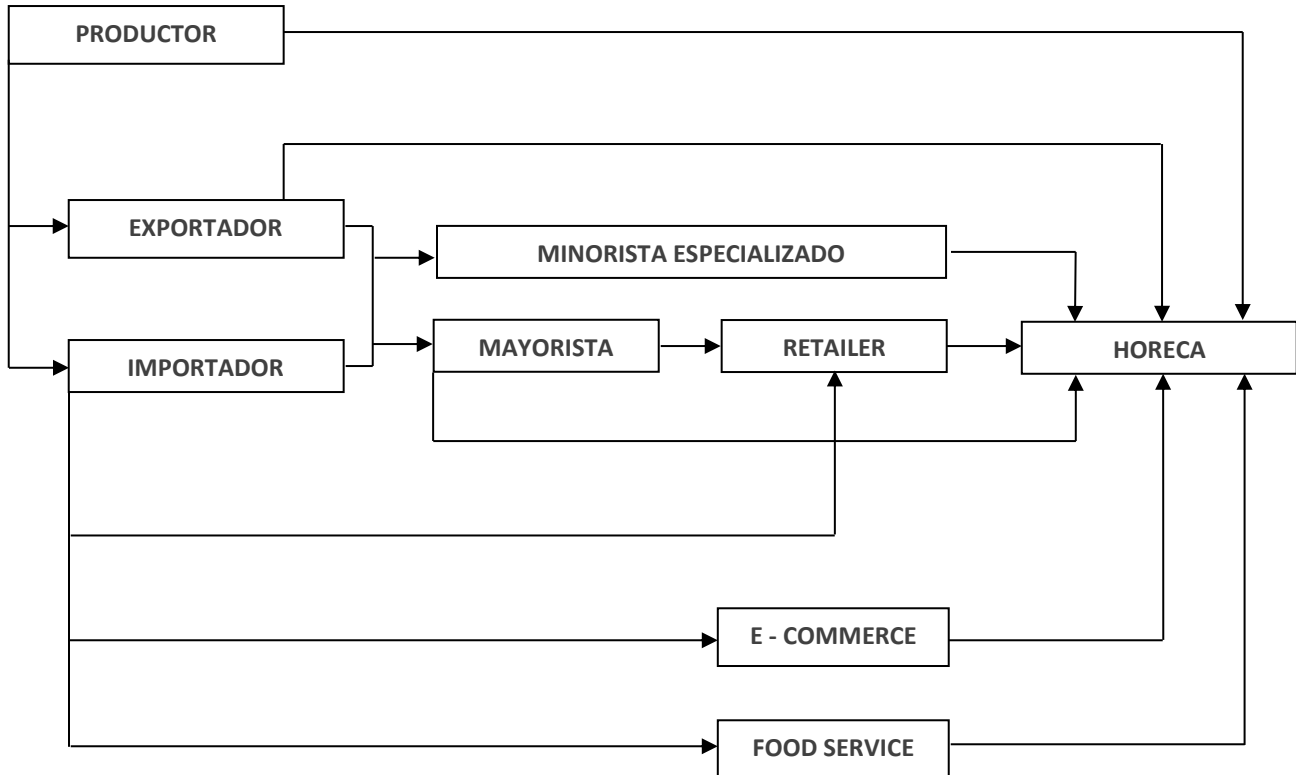 PRODUCTOR
EXPORTADOR
MINORISTA ESPECIALIZADO
IMPORTADOR
MAYORISTA
RETAILER
HORECA
E - COMMERCE
FOOD SERVICE